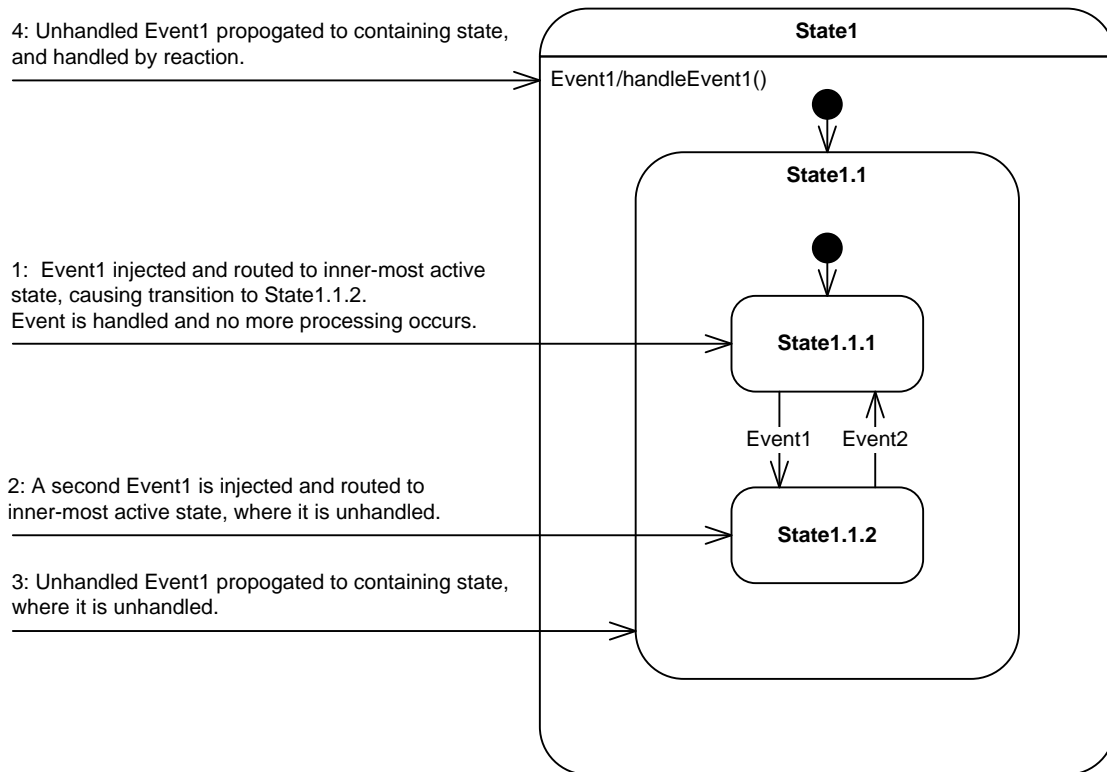 4: Unhandled Event1 propogated to containing state,
and handled by reaction.
State1
Event1/handleEvent1()
State1.1
1:  Event1 injected and routed to inner-most active
state, causing transition to State1.1.2.
Event is handled and no more processing occurs.
State1.1.1
Event1
Event2
2: A second Event1 is injected and routed to
inner-most active state, where it is unhandled.
State1.1.2
3: Unhandled Event1 propogated to containing state,
where it is unhandled.